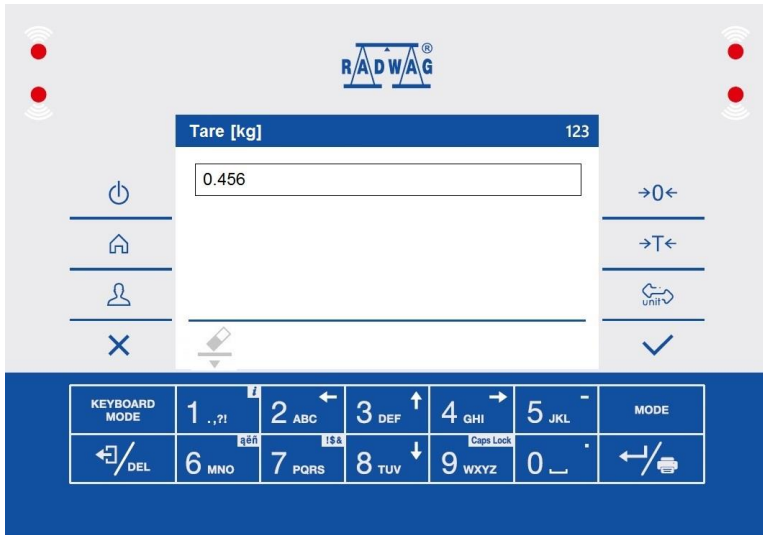 RADWAG®
Tare [kg] 123
0.456
→0←
→T←
unit
KEYBOARD MODE
1 .,?! i
2 ABC ←
3 DEF ↑
4 GHI →
5 JKL -
MODE
DEL
6 MNO ąëñ
7 PQRS !$&
8 TUV ↓
9 WXYZ Caps Lock
0 .